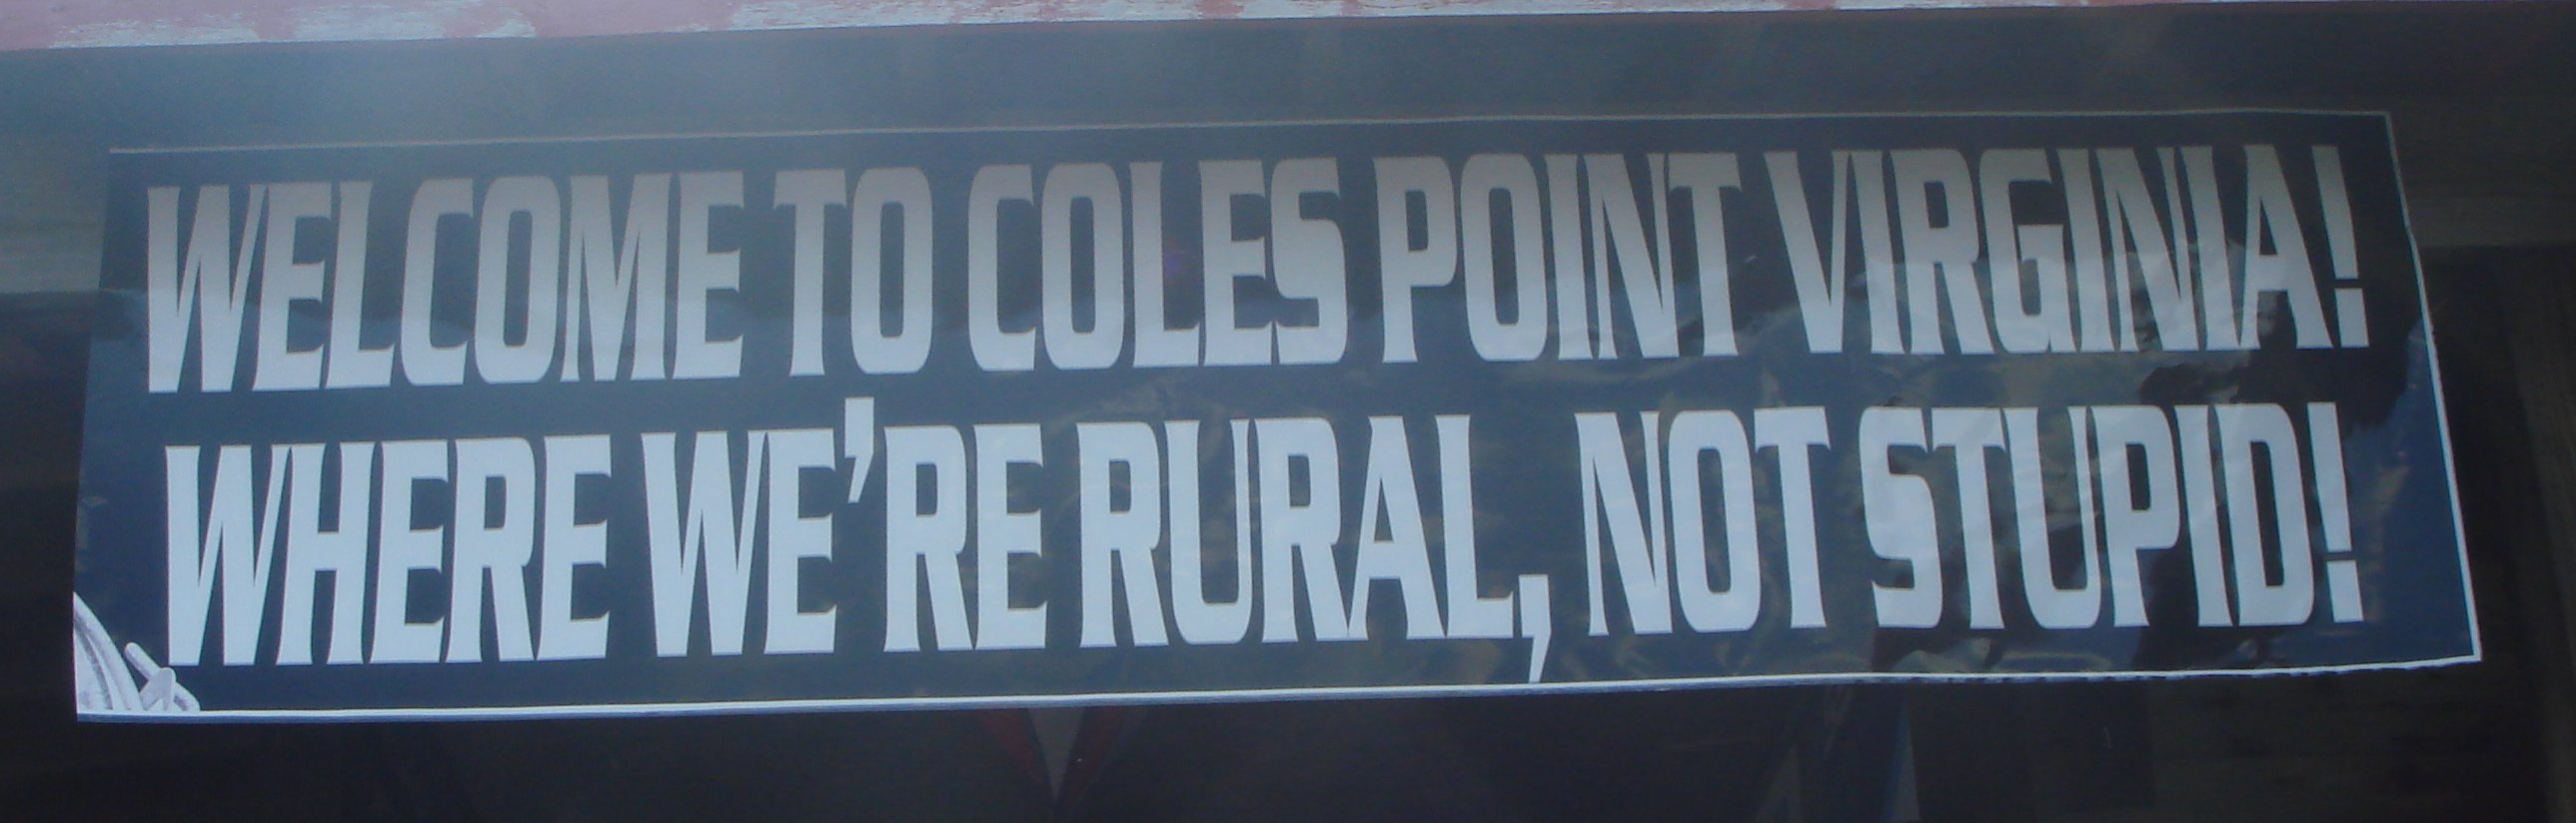 WELCOME TO COLES POINT VIRGINIA!
WHERE WE'RE RURAL, NOT STUPID!